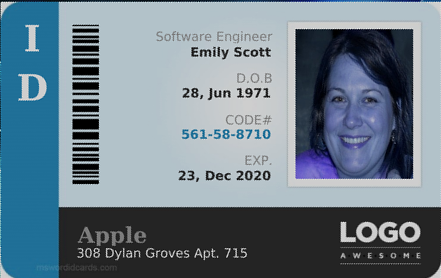 I
D
Software Engineer
Emily Scott
D.O.B
28, Jun 1971
CODE#
561-58-8710
EXP.
23, Dec 2020
Apple
308 Dylan Groves Apt. 715
LOGO
AWESOME